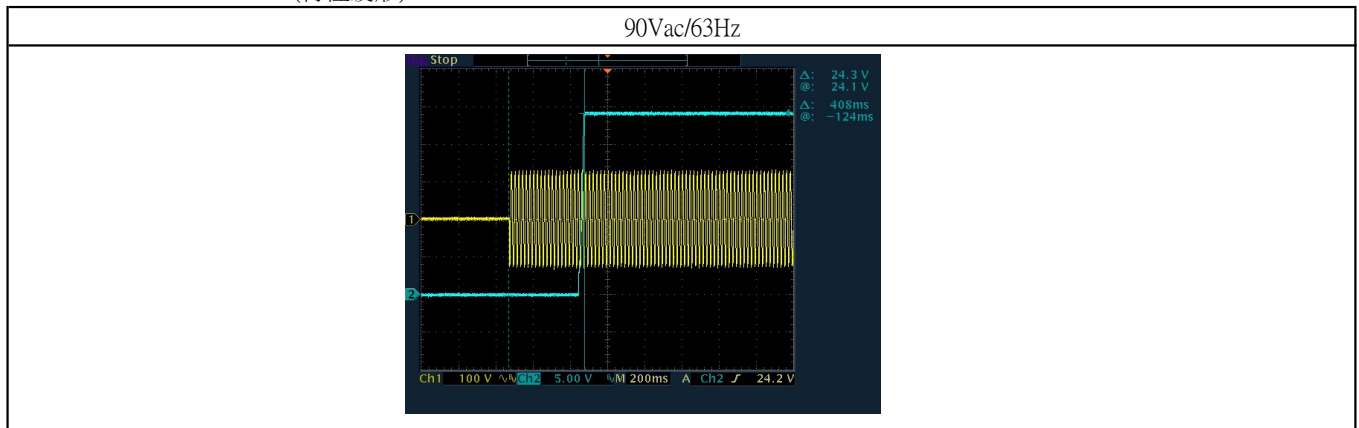 90Vac/63Hz
Stop
Δ: 24.3 V
@: 24.1 V
Δ: 408ms
@: -124ms
1
2
Ch1 100 V Ch2 5.00 V M 200ms A Ch2 24.2 V